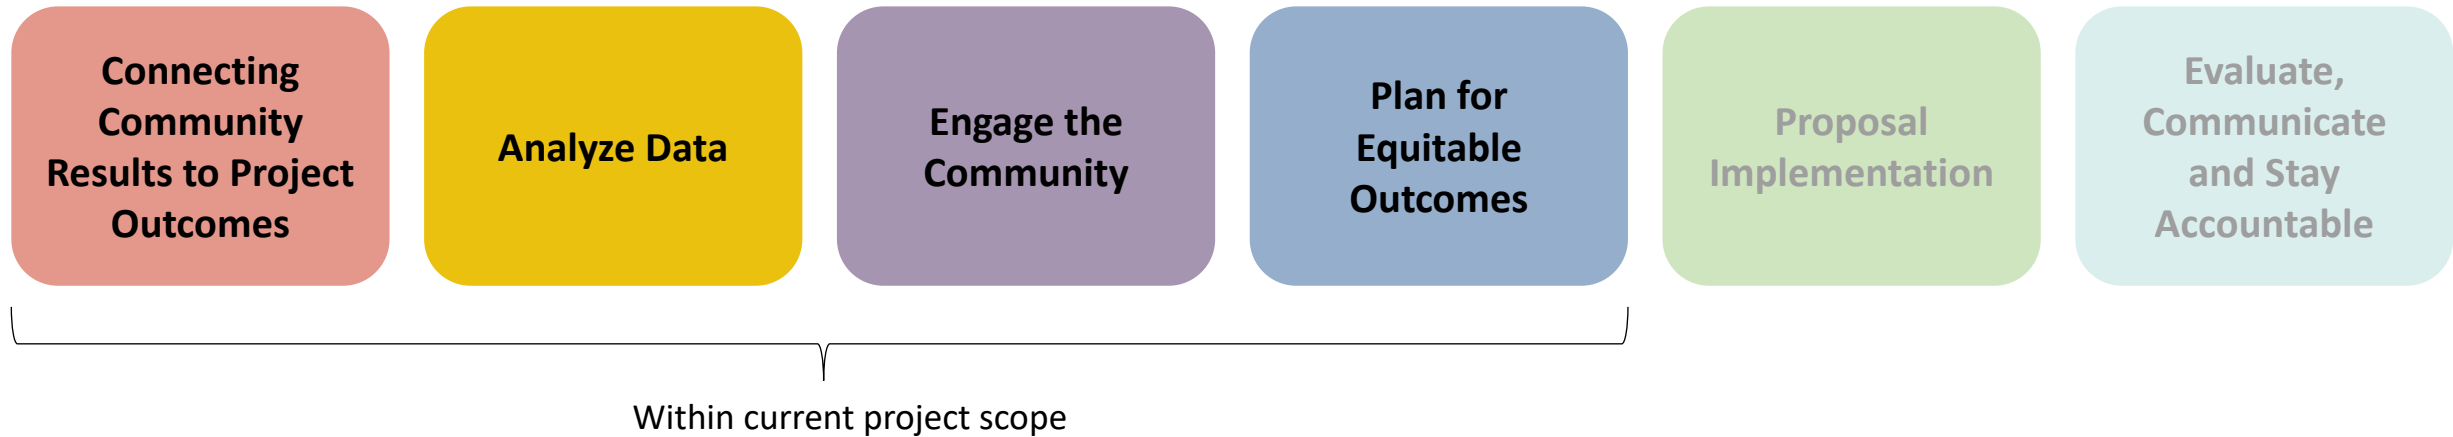 Connecting
Community
Results to Project
Outcomes
Analyze Data
Engage the
Community
Plan for
Equitable
Outcomes
Proposal
Implementation
Evaluate,
Communicate
and Stay
Accountable
Within current project scope